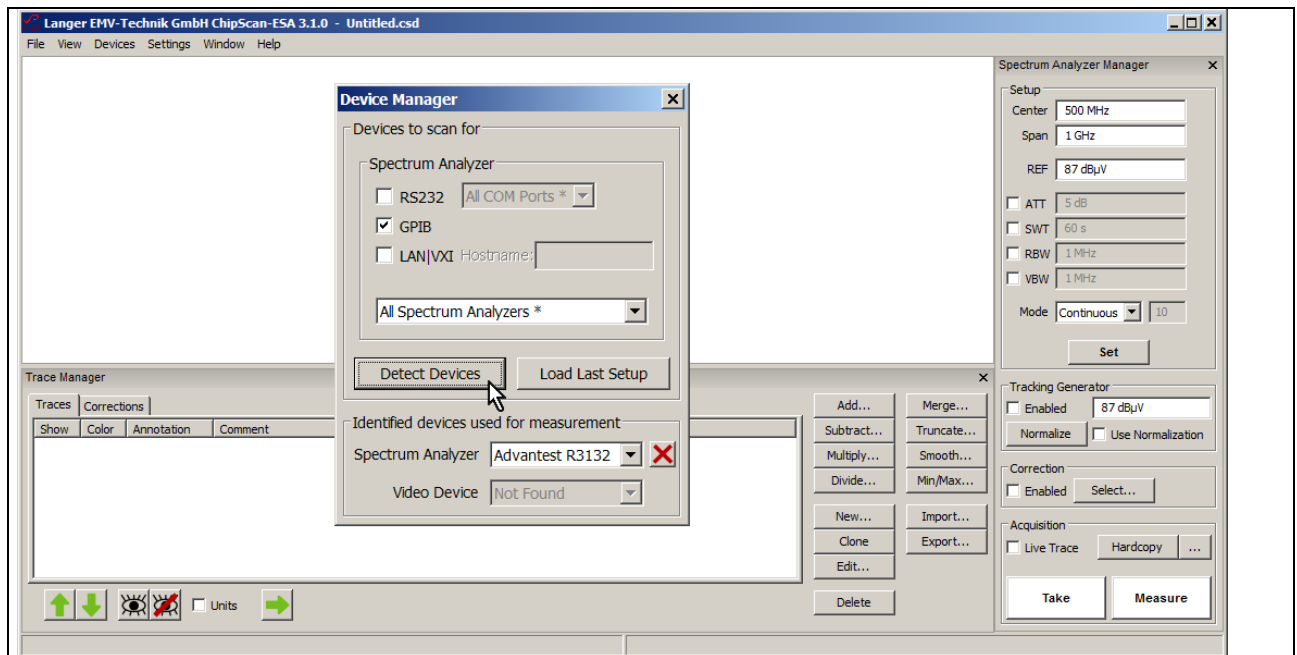 Langer EMV-Technik GmbH ChipScan-ESA 3.1.0 - Untitled.csd
File View Devices Settings Window Help
Device Manager
Devices to scan for
Spectrum Analyzer
RS232 All COM Ports *
GPIB
LAN|VXI Hostname:
All Spectrum Analyzers *
Detect Devices Load Last Setup
Identified devices used for measurement
Spectrum Analyzer Advantest R3132
Video Device Not Found
Spectrum Analyzer Manager
Setup
Center 500 MHz
Span 1 GHz
REF 87 dBµV
ATT 5 dB
SWT 60 s
RBW 1 MHz
VBW 1 MHz
Mode Continuous 10
Set
Tracking Generator
Enabled 87 dBµV
Normalize Use Normalization
Correction
Enabled Select...
Acquisition
Live Trace Hardcopy ...
Take Measure
Trace Manager
Traces Corrections
Show Color Annotation Comment
Add... Merge...
Subtract... Truncate...
Multiply... Smooth...
Divide... Min/Max...
New... Import...
Clone Export...
Edit...
Delete
Units